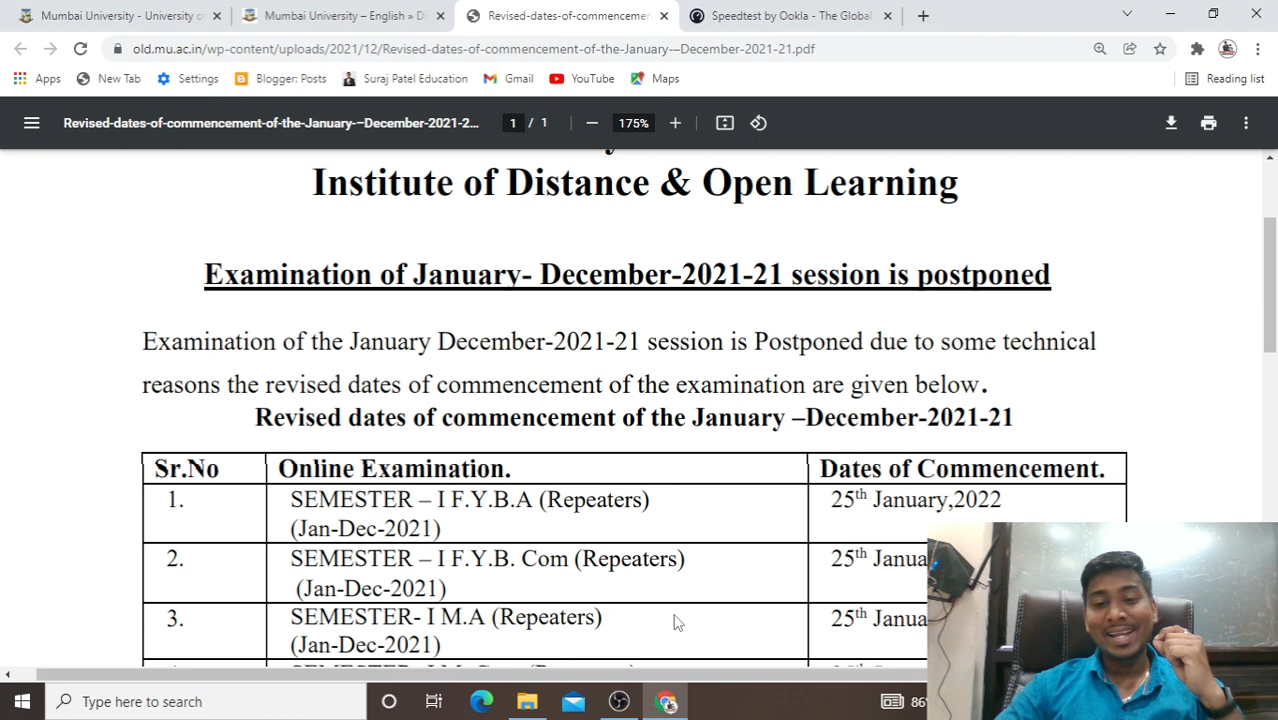 Mumbai University - University of
Mumbai University – English » D
Revised-dates-of-commencemen
Speedtest by Ookla - The Global
old.mu.ac.in/wp-content/uploads/2021/12/Revised-dates-of-commencement-of-the-January-–December-2021-21.pdf
Apps New Tab Settings Blogger: Posts Suraj Patel Education Gmail YouTube Maps Reading list
Revised-dates-of-commencement-of-the-January-–December-2021-2... 1 / 1 175%
Institute of Distance & Open Learning
Examination of January- December-2021-21 session is postponed
Examination of the January December-2021-21 session is Postponed due to some technical
reasons the revised dates of commencement of the examination are given below.
Revised dates of commencement of the January –December-2021-21
Sr.No Online Examination. Dates of Commencement.
1. SEMESTER – I F.Y.B.A (Repeaters) 25th January,2022
(Jan-Dec-2021)
2. SEMESTER – I F.Y.B. Com (Repeaters) 25th Janua
(Jan-Dec-2021)
3. SEMESTER- I M.A (Repeaters) 25th Janua
(Jan-Dec-2021)
Type here to search